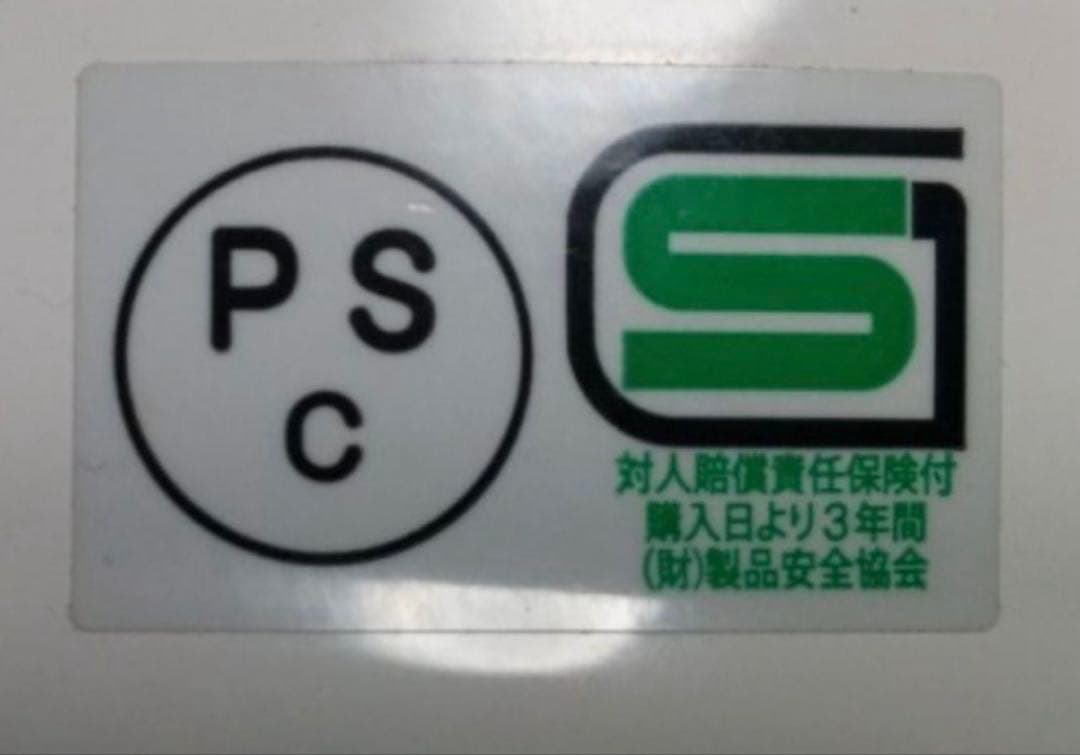 P S
C
SG
対人賠償責任保険付
購入日より3年間
(財)製品安全協会